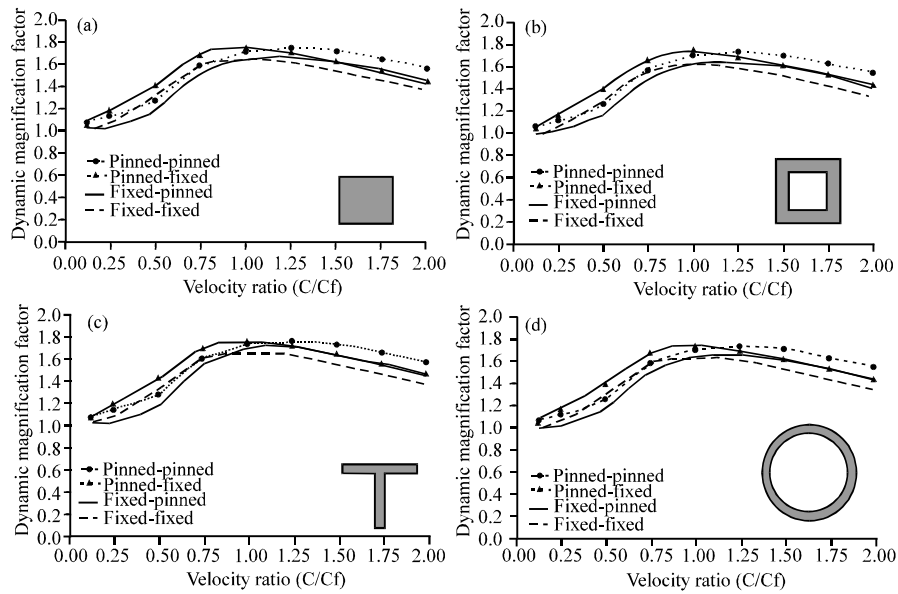 (a)
Dynamic magnification factor
2.0
1.8
1.6
1.4
1.2
1.0
1.8
0.6
0.4
0.2
0.0
Pinned-pinned
Pinned-fixed
Fixed-pinned
Fixed-fixed
0.00 0.25 0.50 0.75 1.00 1.25 1.50 1.75 2.00
Velocity ratio (C/Cf)
(b)
Dynamic magnification factor
2.0
1.8
1.6
1.4
1.2
1.0
1.8
0.6
0.4
0.2
0.0
Pinned-pinned
Pinned-fixed
Fixed-pinned
Fixed-fixed
0.00 0.25 0.50 0.75 1.00 1.25 1.50 1.75 2.00
Velocity ratio (C/Cf)
(c)
Dynamic magnification factor
2.0
1.8
1.6
1.4
1.2
1.0
1.8
0.6
0.4
0.2
0.0
Pinned-pinned
Pinned-fixed
Fixed-pinned
Fixed-fixed
0.00 0.25 0.50 0.75 1.00 1.25 1.50 1.75 2.00
Velocity ratio (C/Cf)
(d)
Dynamic magnification factor
2.0
1.8
1.6
1.4
1.2
1.0
1.8
0.6
0.4
0.2
0.0
Pinned-pinned
Pinned-fixed
Fixed-pinned
Fixed-fixed
0.00 0.25 0.50 0.75 1.00 1.25 1.50 1.75 2.00
Velocity ratio (C/Cf)